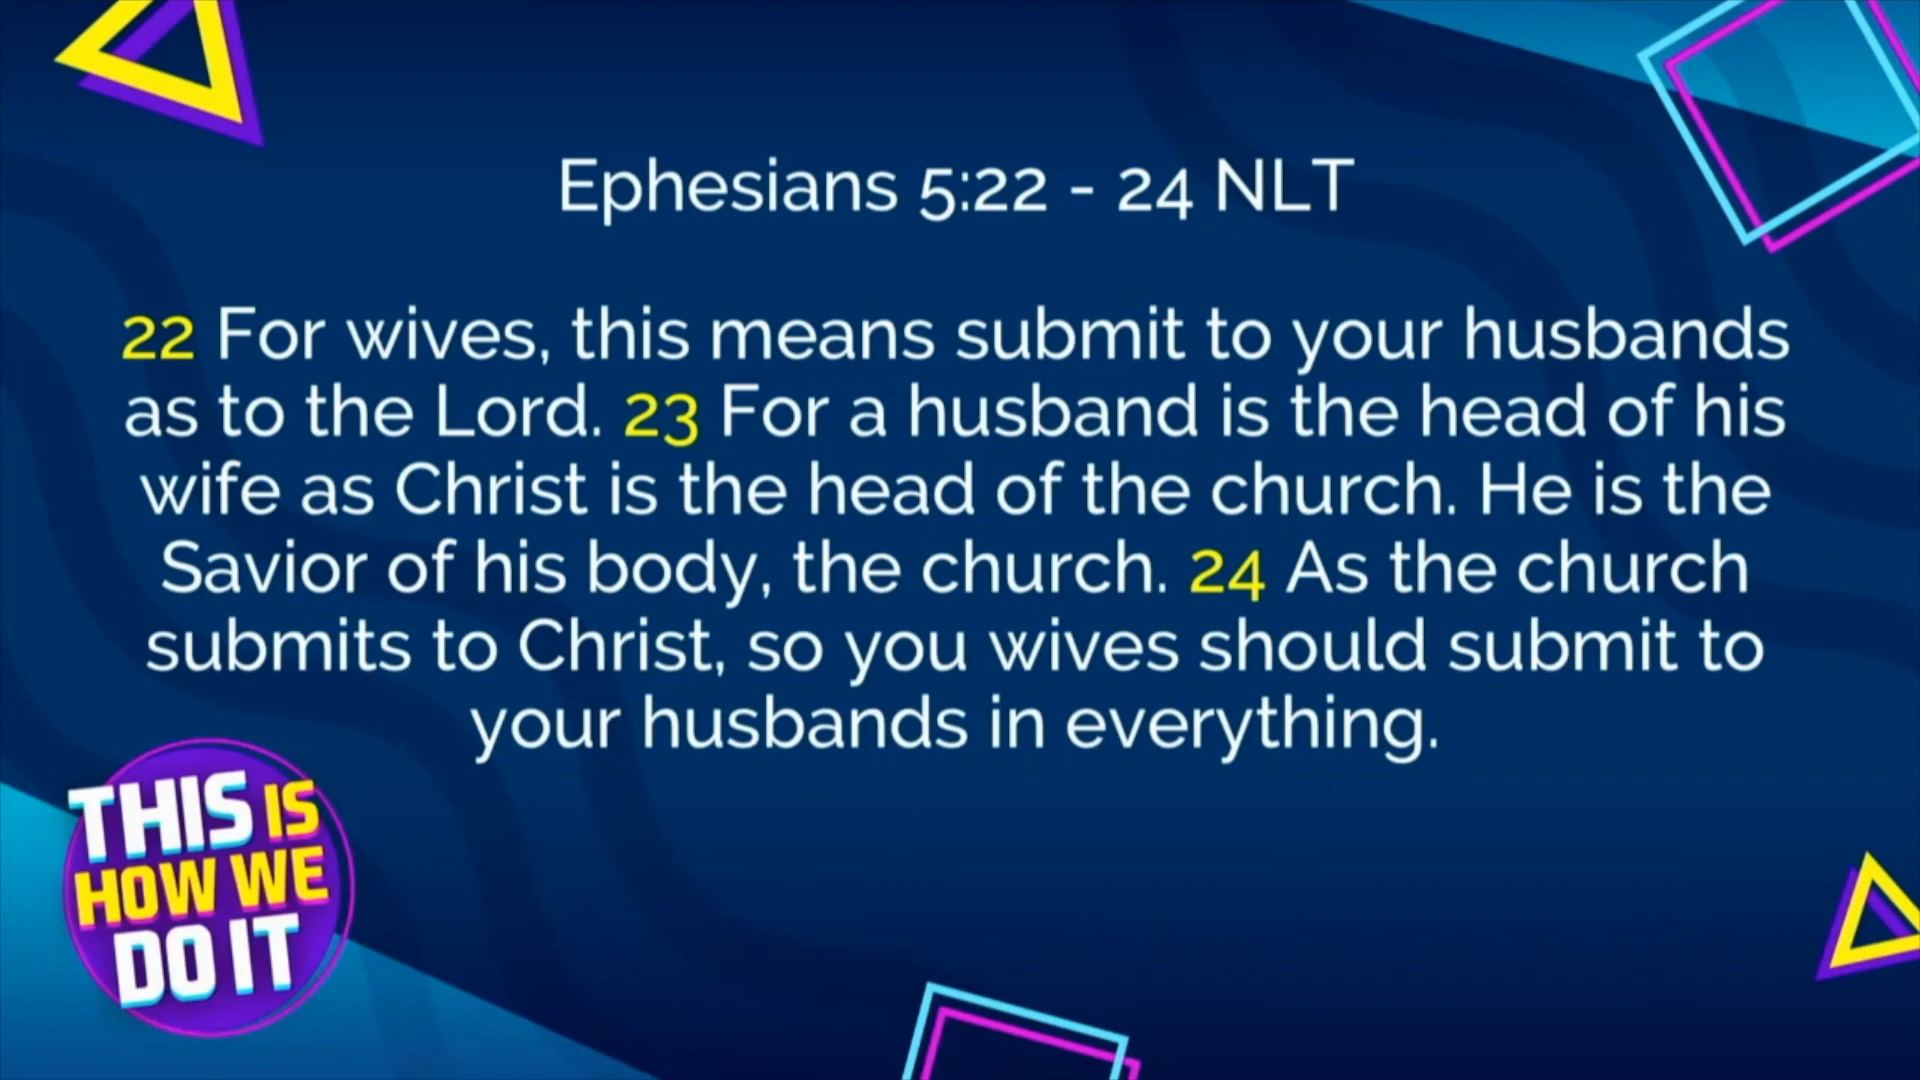 Ephesians 5:22 - 24 NLT
22 For wives, this means submit to your husbands
as to the Lord. 23 For a husband is the head of his
wife as Christ is the head of the church. He is the
Savior of his body, the church. 24 As the church
submits to Christ, so you wives should submit to
your husbands in everything.
THIS IS
HOW WE
DO IT